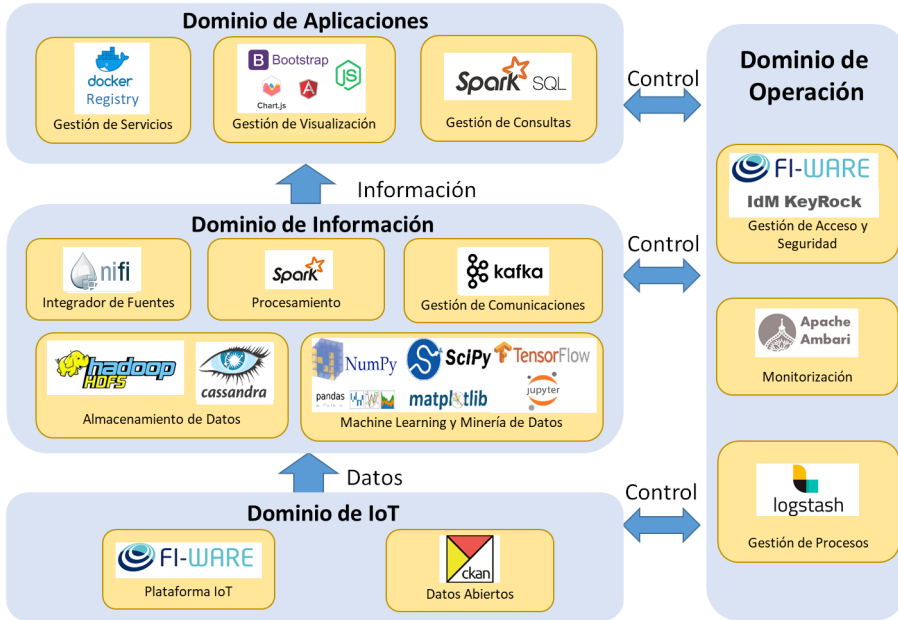 Dominio de Aplicaciones
docker
Registry
Gestión de Servicios
B Bootstrap
JS
Chart.js
A
Gestión de Visualización
Spark SQL
Gestión de Consultas
Control
Dominio de
Operación
FI-WARE
IdM KeyRock
Gestión de Acceso y
Seguridad
Información
Dominio de Información
nifi
Integrador de Fuentes
Spark
Procesamiento
kafka
Gestión de Comunicaciones
Control
Apache
Ambari
Monitorización
hadoop
HDFS
cassandra
Almacenamiento de Datos
NumPy
SciPy
TensorFlow
pandas
matplotlib
jupyter
Machine Learning y Minería de Datos
Datos
Control
logstash
Gestión de Procesos
Dominio de IoT
FI-WARE
Plataforma IoT
ckan
Datos Abiertos